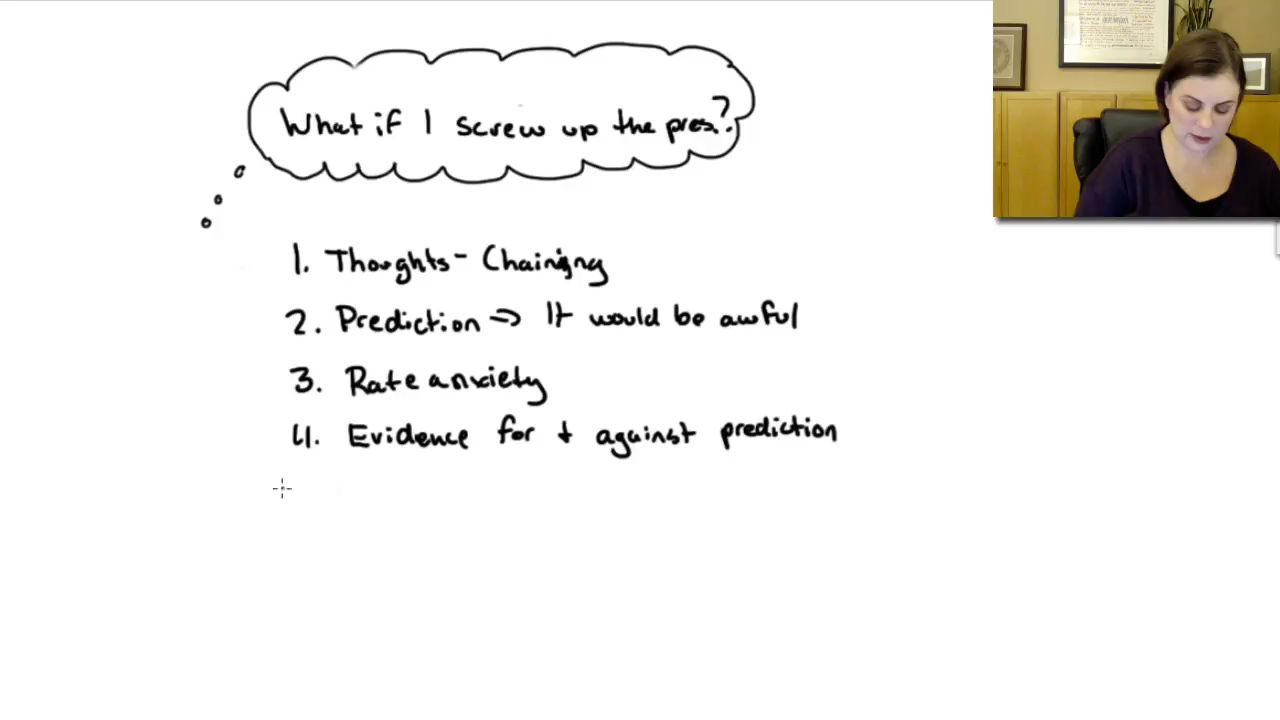 What if I screw up the pres.?
1. Thoughts - Chaining
2. Prediction => It would be awful
3. Rate anxiety
4. Evidence for + against prediction